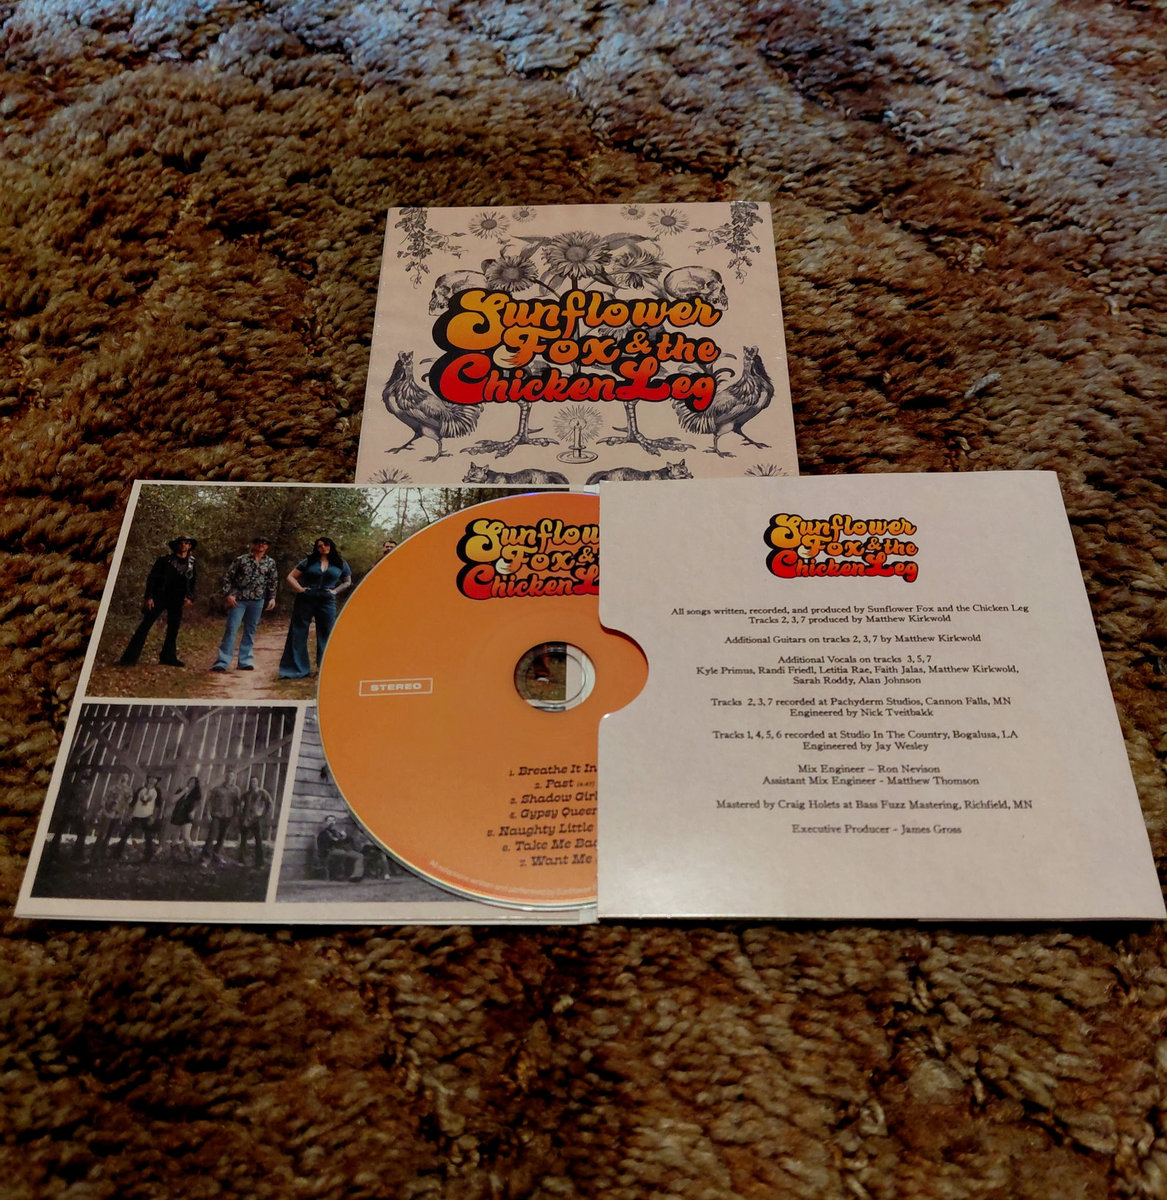 Sunflower
Fox & the
Chicken Leg
Sunflow
Fox &
Chicken L
STEREO
1. Breathe It In
2. Past
3. Shadow Girl
4. Gypsy Queen
5. Naughty Little
6. Take Me Bac
7. Want Me
Sunflower
Fox & the
Chicken Leg
All songs written, recorded, and produced by Sunflower Fox and the Chicken Leg
Tracks 2, 3, 7 produced by Matthew Kirkwold
Additional Guitars on tracks 2, 3, 7 by Matthew Kirkwold
Additional Vocals on tracks 3, 5, 7
Kyle Primus, Randi Friedl, Letitia Rae, Faith Jalas, Matthew Kirkwold,
Sarah Roddy, Alan Johnson
Tracks 2, 3, 7 recorded at Pachyderm Studios, Cannon Falls, MN
Engineered by Nick Tveitbakk
Tracks 1, 4, 5, 6 recorded at Studio In The Country, Bogalusa, LA
Engineered by Jay Wesley
Mix Engineer – Ron Nevison
Assistant Mix Engineer - Matthew Thomson
Mastered by Craig Holets at Bass Fuzz Mastering, Richfield, MN
Executive Producer - James Gross